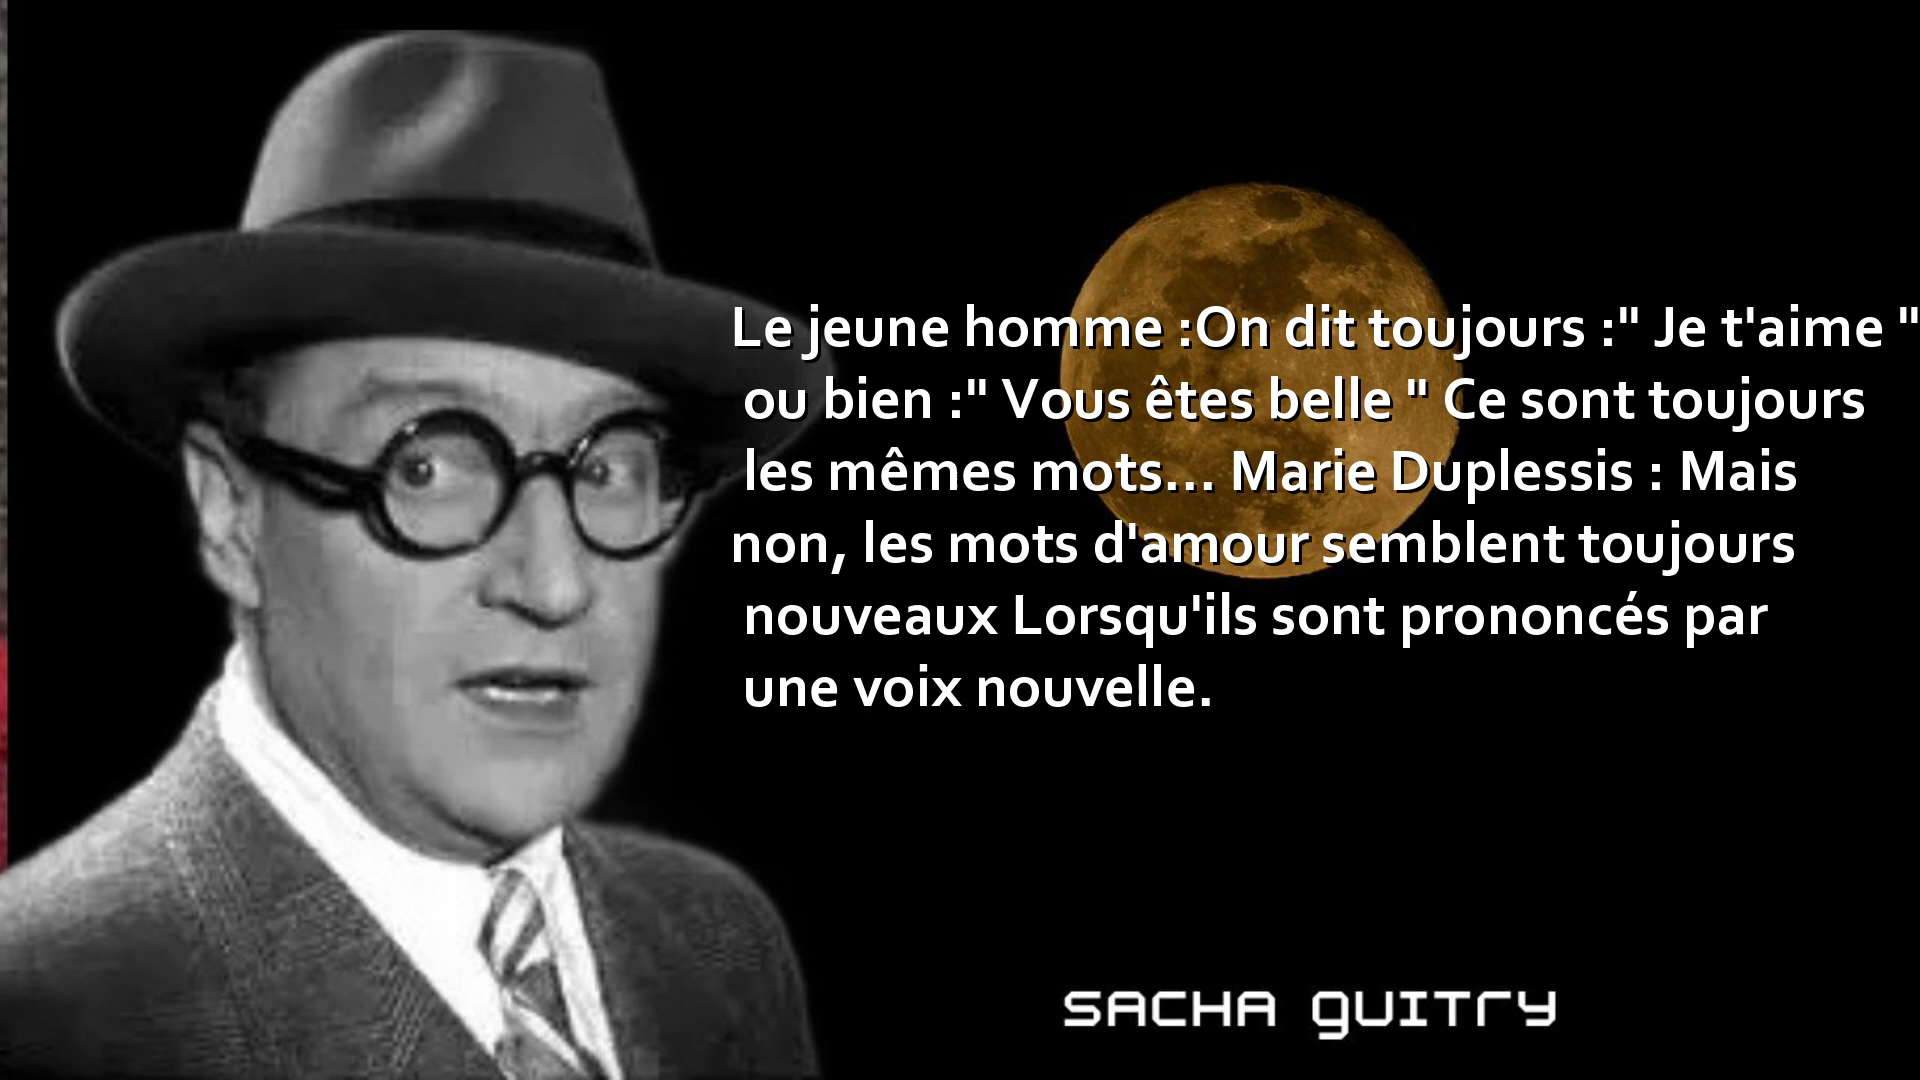 Le jeune homme :On dit toujours :" Je t'aime "
ou bien :" Vous êtes belle " Ce sont toujours
les mêmes mots... Marie Duplessis : Mais
non, les mots d'amour semblent toujours
nouveaux Lorsqu'ils sont prononcés par
une voix nouvelle.
SACHA GUITRY